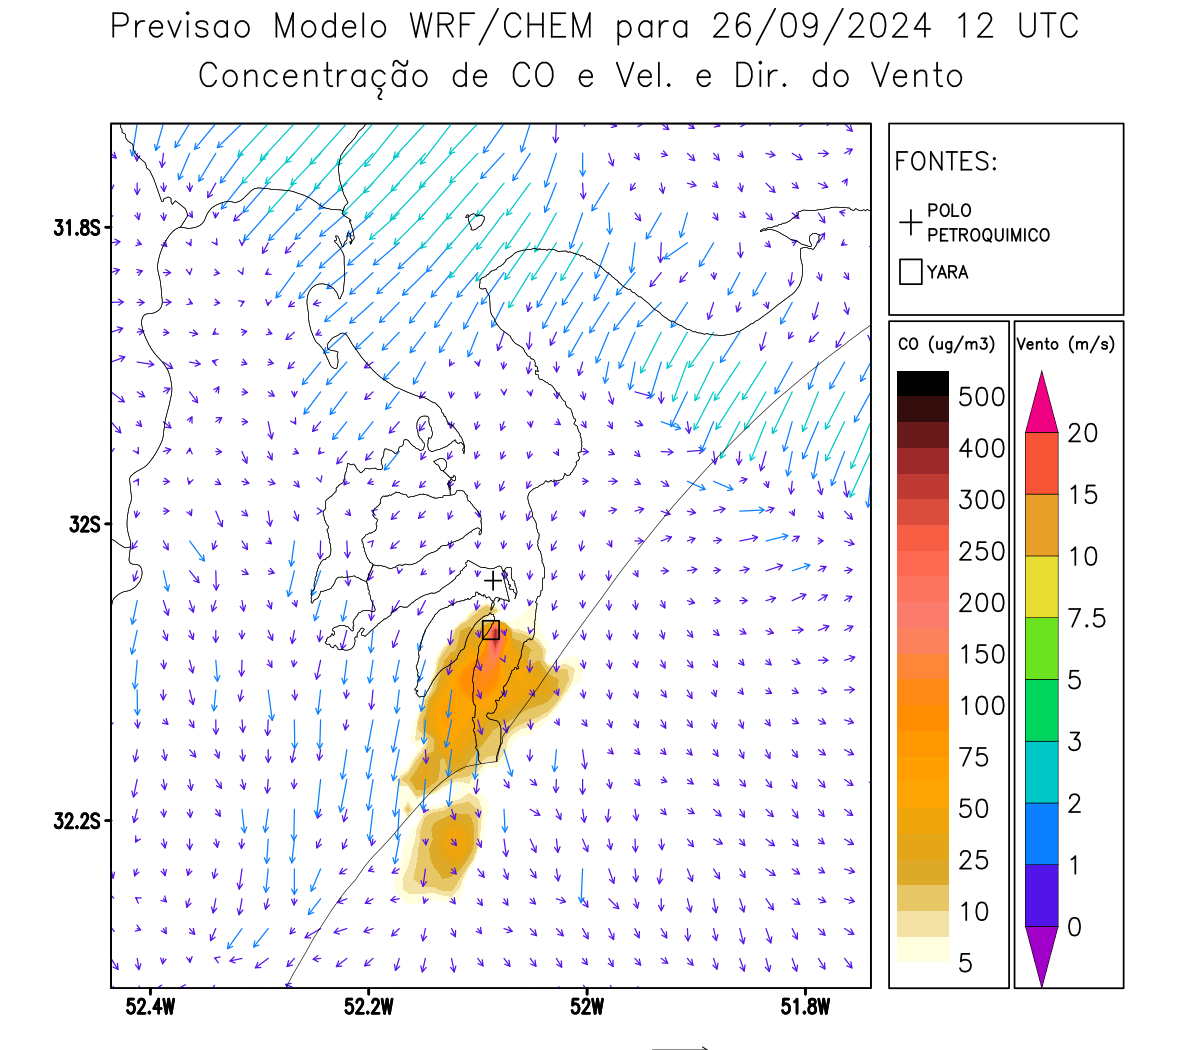 Previsao Modelo WRF/CHEM para 26/09/2024 12 UTC
Concentração de CO e Vel. e Dir. do Vento
FONTES:
POLO
PETROQUIMICO
YARA
CO (ug/m3)
500
400
300
250
200
150
100
75
50
25
10
5
Vento (m/s)
20
15
10
7.5
5
3
2
1
0
31.8S
32S
32.2S
52.4W 52.2W 52W 51.8W